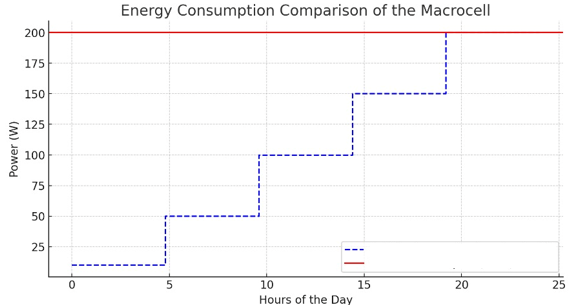 Energy Consumption Comparison of the Macrocell
200
175
150
125
100
75
50
25
Power (W)
0 5 10 15 20 25
Hours of the Day